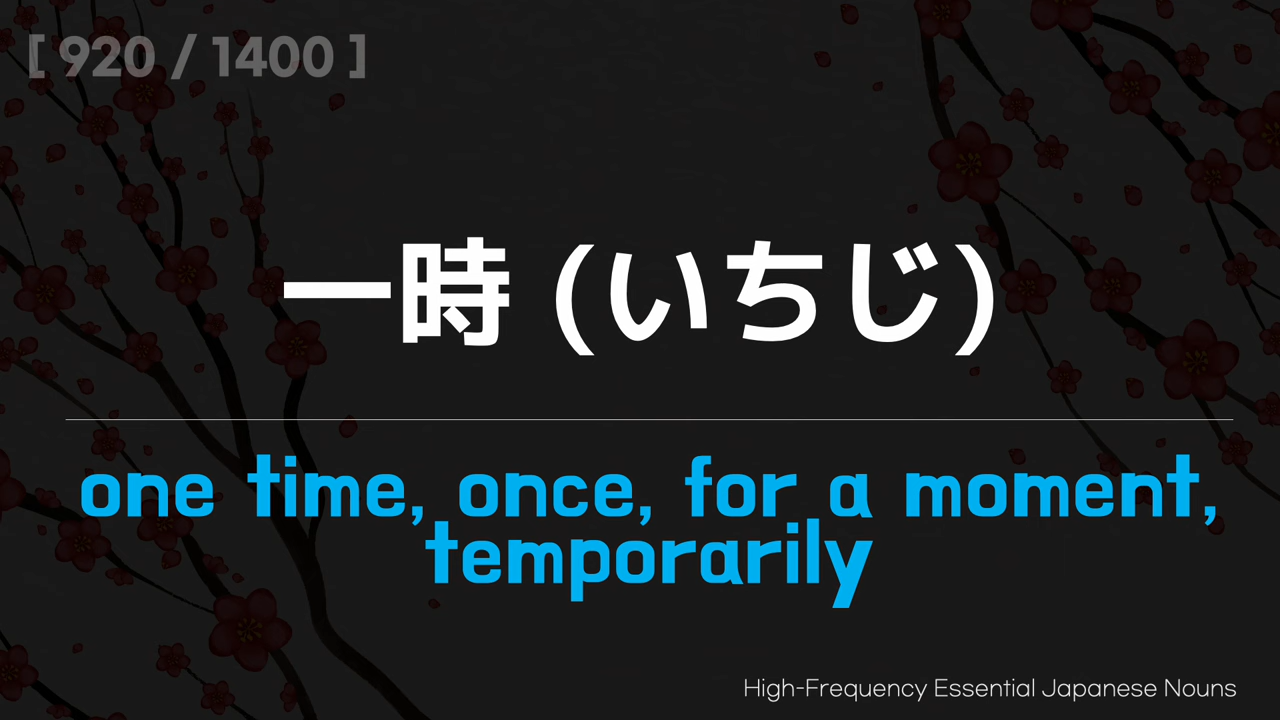 [ 920 / 1400 ]
一時 (いちじ)
one time, once, for a moment,
temporarily
High-Frequency Essential Japanese Nouns